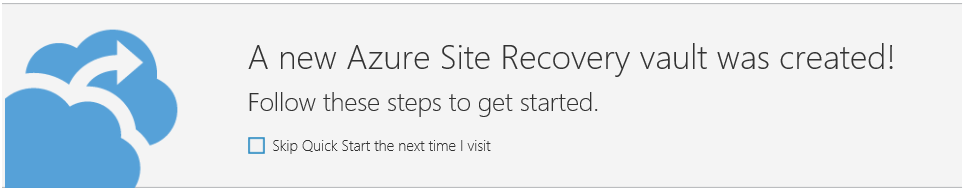 A new Azure Site Recovery vault was created!
Follow these steps to get started.
Skip Quick Start the next time I visit